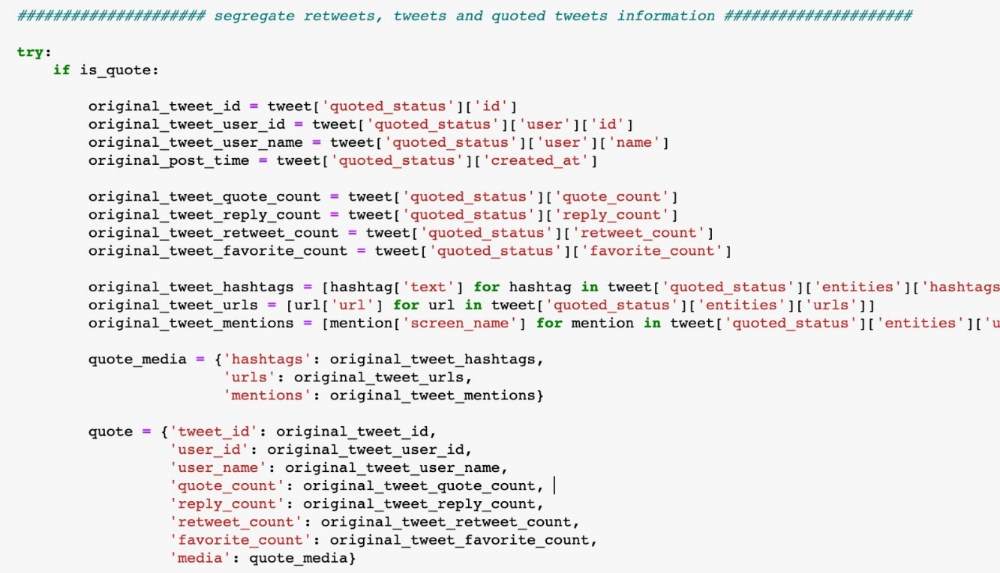 ##################### segregate retweets, tweets and quoted tweets information #####################
try:
    if is_quote:
        original_tweet_id = tweet['quoted_status']['id']
        original_tweet_user_id = tweet['quoted_status']['user']['id']
        original_tweet_user_name = tweet['quoted_status']['user']['name']
        original_post_time = tweet['quoted_status']['created_at']
        original_tweet_quote_count = tweet['quoted_status']['quote_count']
        original_tweet_reply_count = tweet['quoted_status']['reply_count']
        original_tweet_retweet_count = tweet['quoted_status']['retweet_count']
        original_tweet_favorite_count = tweet['quoted_status']['favorite_count']
        original_tweet_hashtags = [hashtag['text'] for hashtag in tweet['quoted_status']['entities']['hashtags
        original_tweet_urls = [url['url'] for url in tweet['quoted_status']['entities']['urls']]
        original_tweet_mentions = [mention['screen_name'] for mention in tweet['quoted_status']['entities']['u
        quote_media = {'hashtags': original_tweet_hashtags,
                       'urls': original_tweet_urls,
                       'mentions': original_tweet_mentions}
        quote = {'tweet_id': original_tweet_id,
                 'user_id': original_tweet_user_id,
                 'user_name': original_tweet_user_name,
                 'quote_count': original_tweet_quote_count,
                 'reply_count': original_tweet_reply_count,
                 'retweet_count': original_tweet_retweet_count,
                 'favorite_count': original_tweet_favorite_count,
                 'media': quote_media}